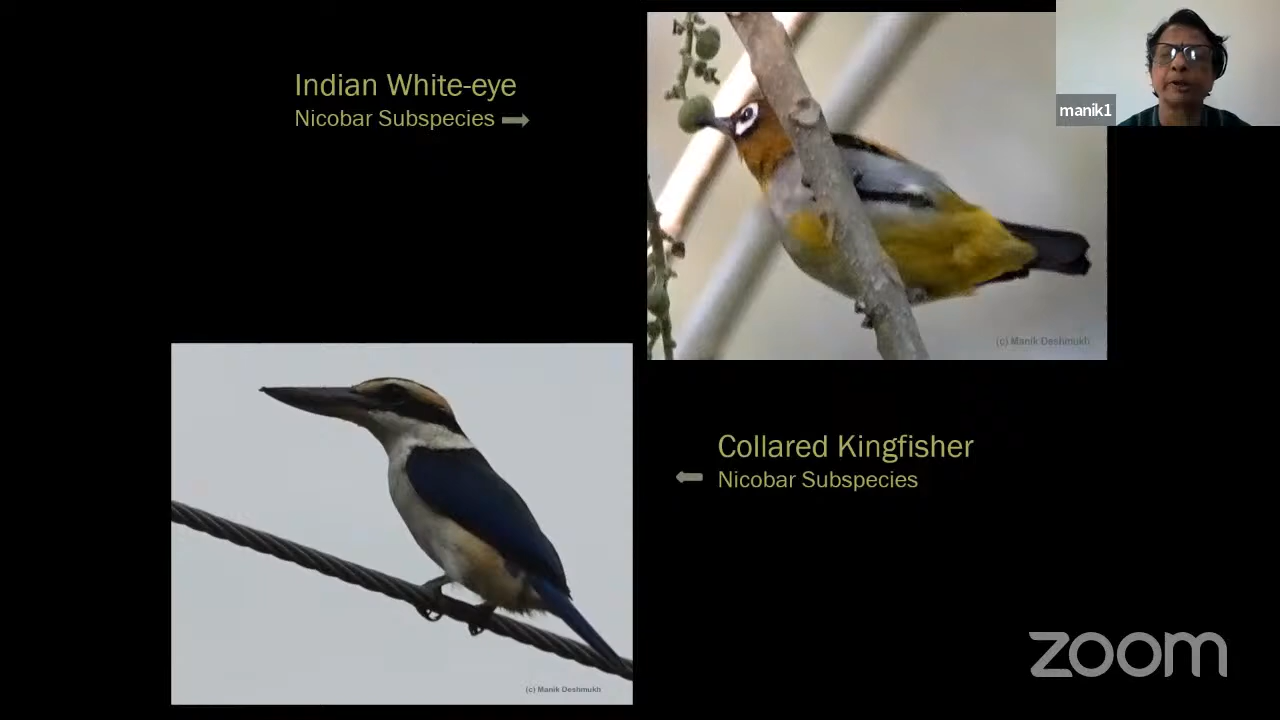 Indian White-eye
Nicobar Subspecies
manik1
(c) Manik Deshmukh
Collared Kingfisher
Nicobar Subspecies
(c) Manik Deshmukh
zoom